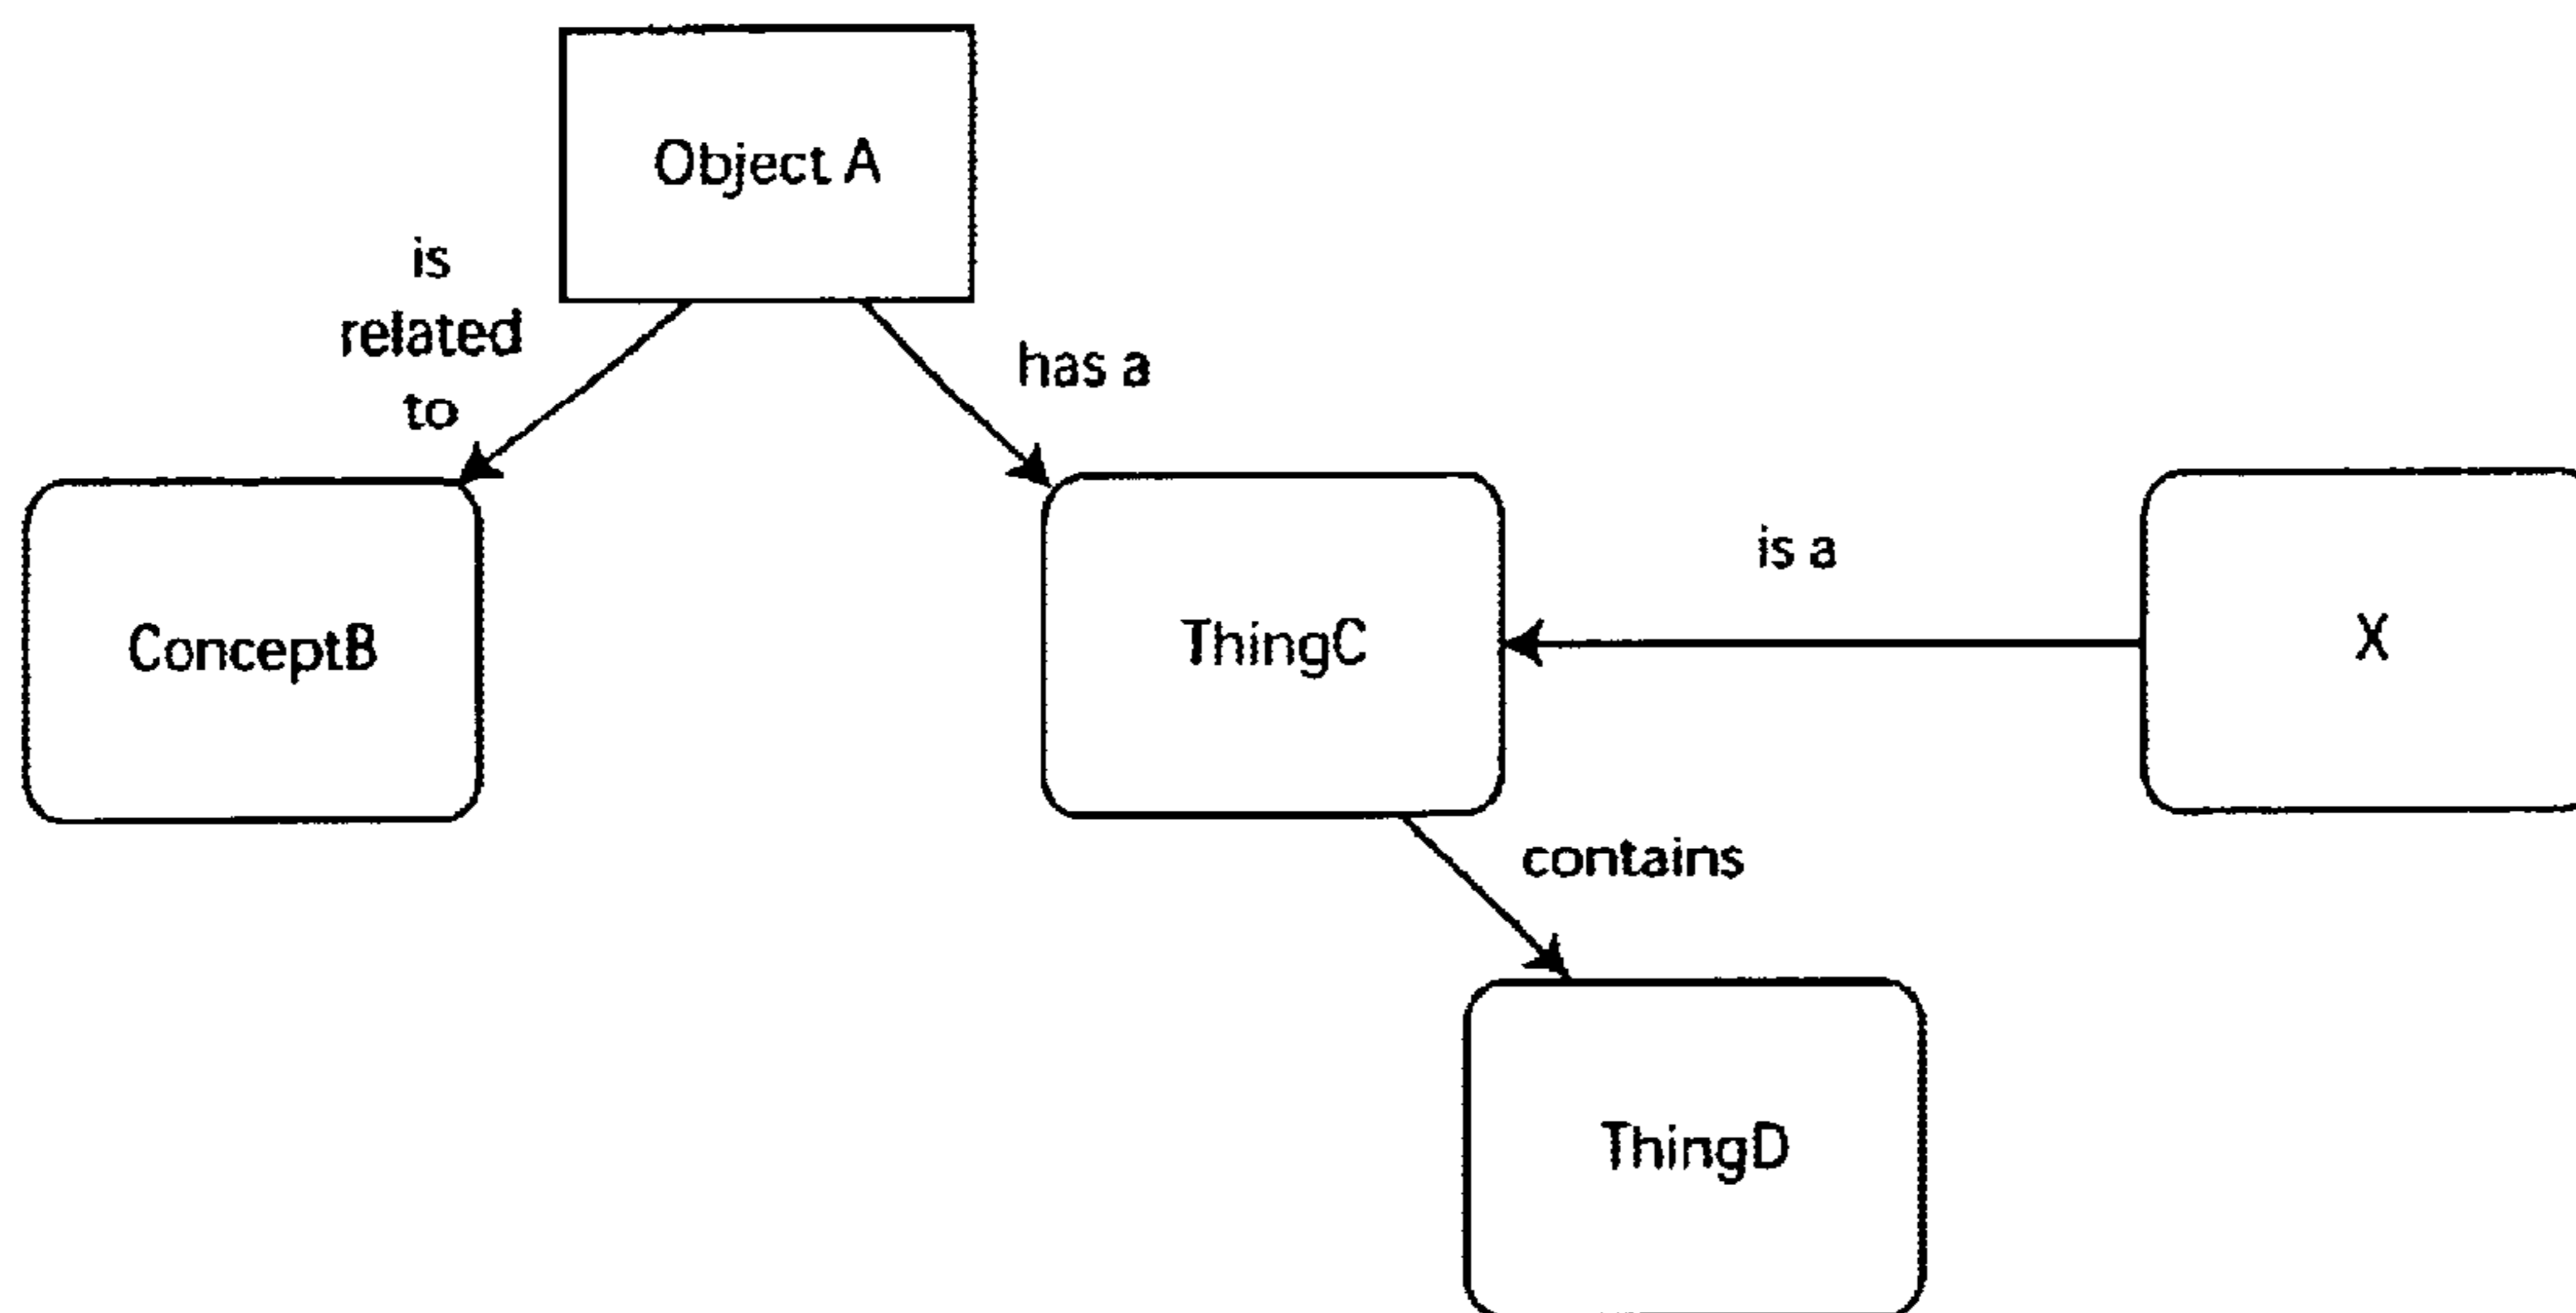 Object A
is
related
to
has a
ConceptB
ThingC
is a
X
contains
ThingD